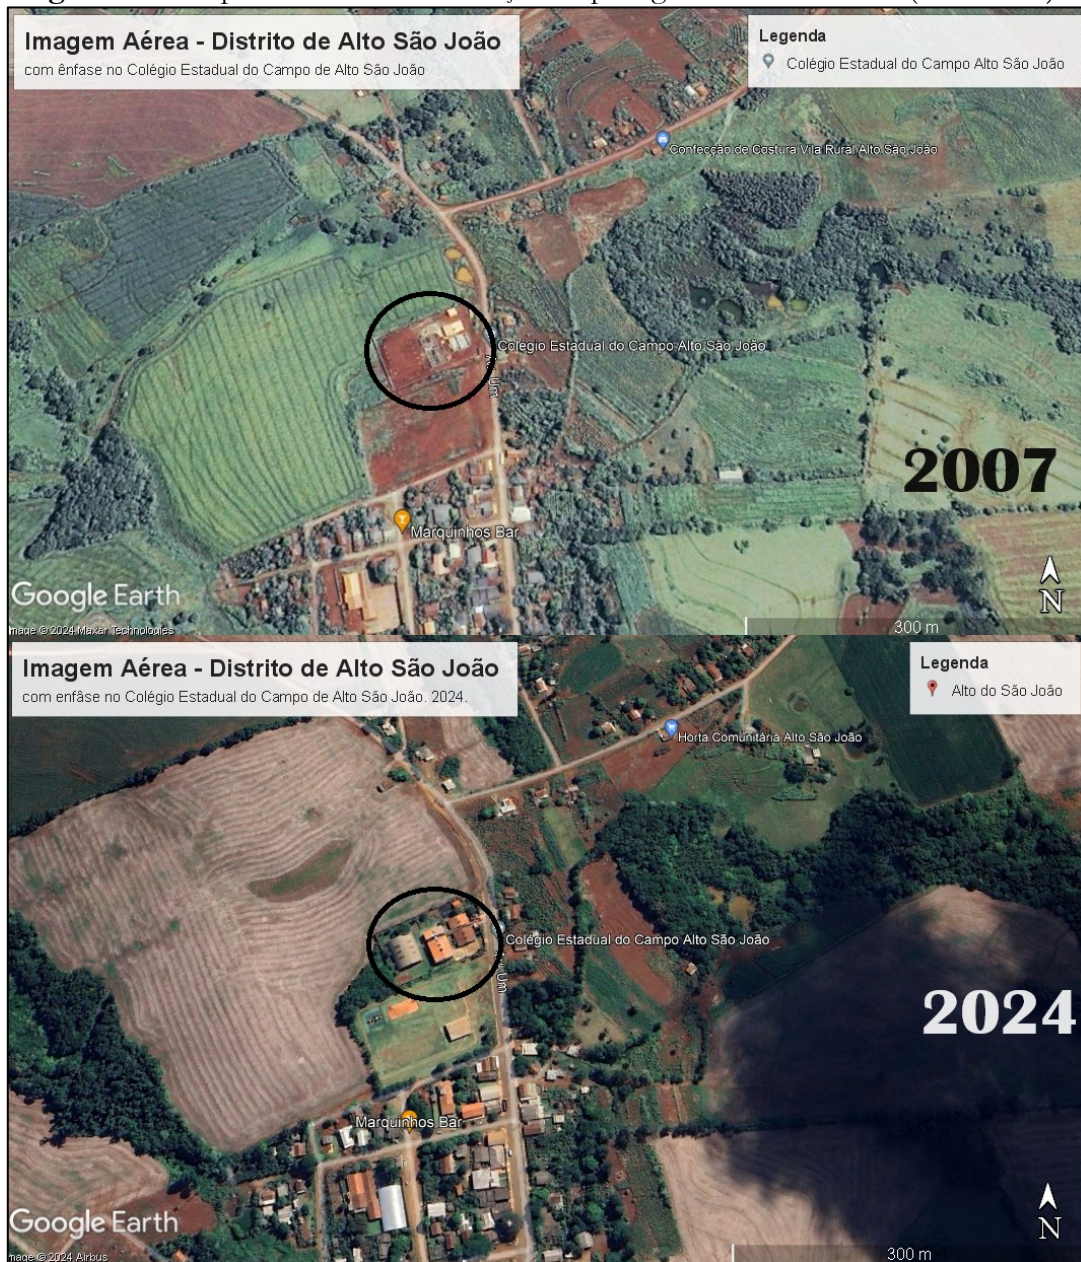 Imagem Aérea - Distrito de Alto São João
com ênfase no Colégio Estadual do Campo de Alto São João
Legenda
Colégio Estadual do Campo Alto São João
Confecção de Costura Vila Rural Alto São João
Colégio Estadual do Campo Alto São João
Um
2007
Marquinhos Bar
Google Earth
N
Image © 2024 Maxar Technologies
300 m
Imagem Aérea - Distrito de Alto São João
com enfâse no Colégio Estadual do Campo de Alto São João. 2024.
Legenda
Alto do São João
Horta Comunitária Alto São João
Colégio Estadual do Campo Alto São João
Um
2024
Marquinhos Bar
Google Earth
N
Image © 2024 Airbus
300 m